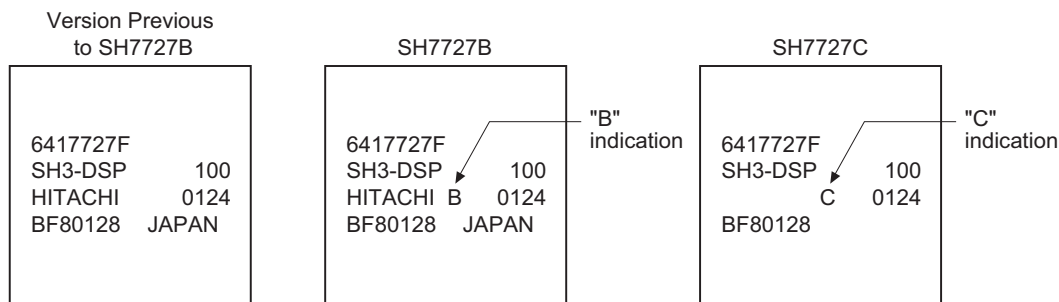 Version Previous
to SH7727B
6417727F
SH3-DSP 100
HITACHI 0124
BF80128 JAPAN
SH7727B
6417727F
SH3-DSP 100
HITACHI B 0124
BF80128 JAPAN
"B"
indication
SH7727C
6417727F
SH3-DSP 100
C 0124
BF80128
"C"
indication